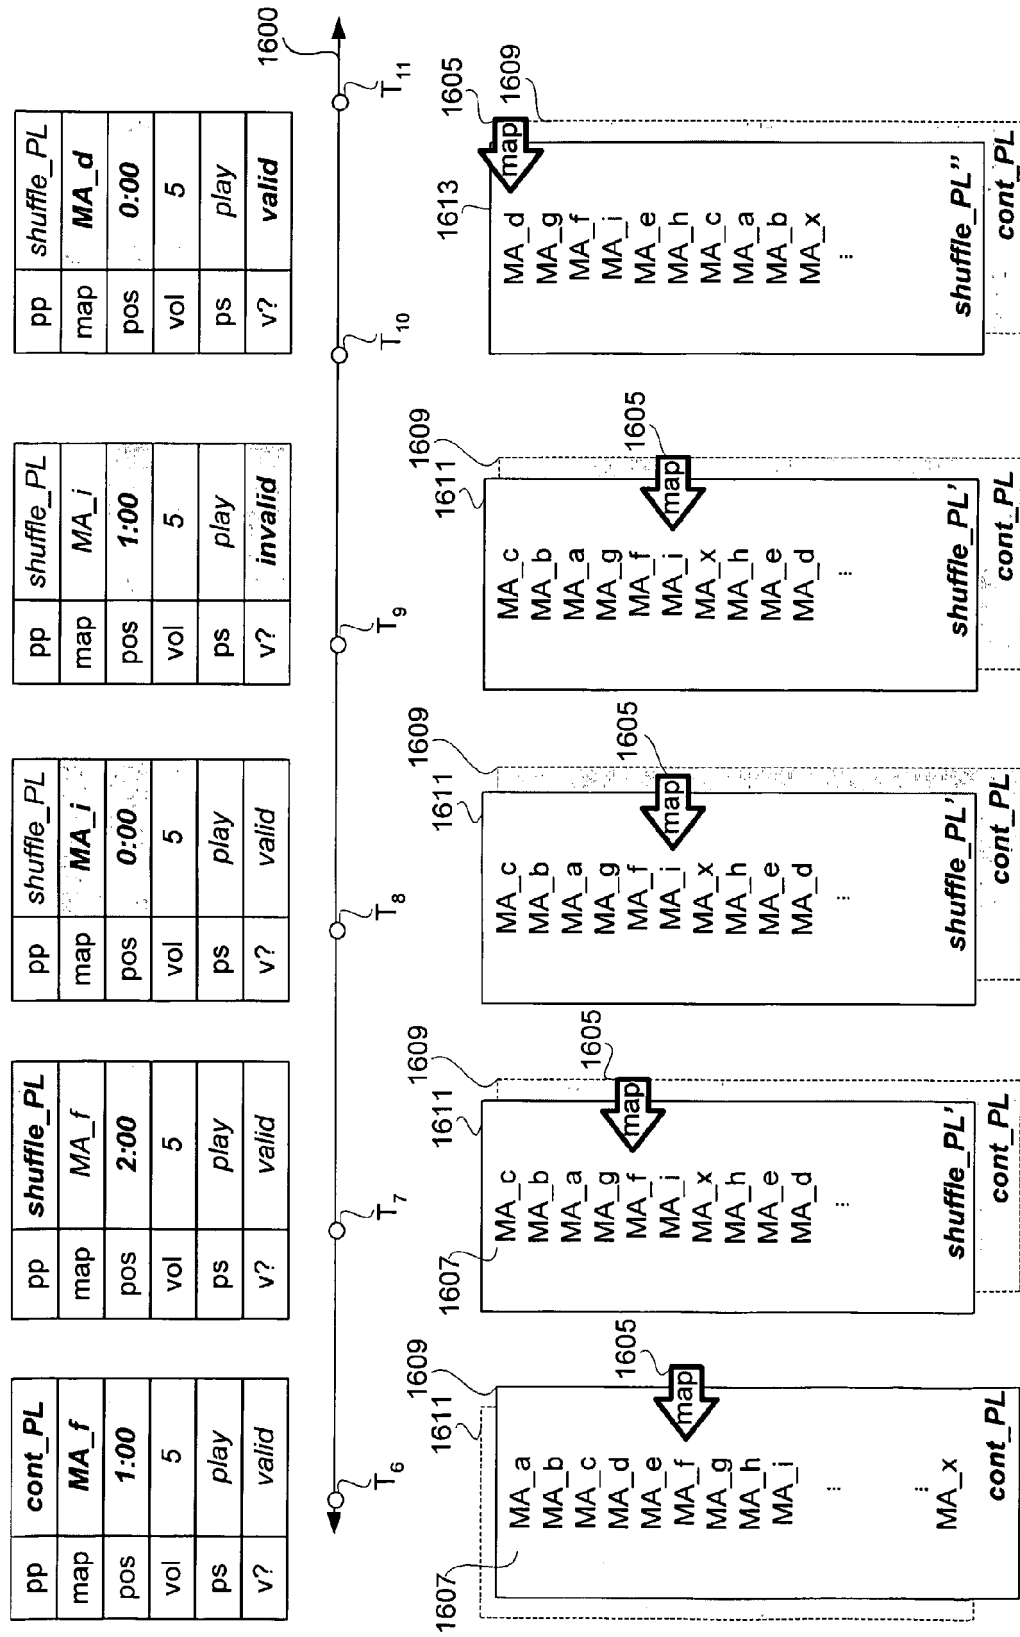 pp cont_PL
map MA_f
pos 1:00
vol 5
ps play
v? valid
pp shuffle_PL
map MA_f
pos 2:00
vol 5
ps play
v? valid
pp shuffle_PL
map MA_i
pos 0:00
vol 5
ps play
v? valid
pp shuffle_PL
map MA_i
pos 1:00
vol 5
ps play
v? invalid
pp shuffle_PL
map MA_d
pos 0:00
vol 5
ps play
v? valid
1600
T6
T7
T8
T9
T10
T11
1611
1609
1607
1605
map
MA_a
MA_b
MA_c
MA_d
MA_e
MA_f
MA_g
MA_h
MA_i
...
...
MA_x
cont_PL
1609
1611
1607
1605
map
MA_c
MA_b
MA_a
MA_g
MA_f
MA_i
MA_x
MA_h
MA_e
MA_d
...
shuffle_PL'
cont_PL
1609
1611
1605
map
MA_c
MA_b
MA_a
MA_g
MA_f
MA_i
MA_x
MA_h
MA_e
MA_d
...
shuffle_PL'
cont_PL
1609
1611
1605
map
MA_c
MA_b
MA_a
MA_g
MA_f
MA_i
MA_x
MA_h
MA_e
MA_d
...
shuffle_PL'
cont_PL
1613
1605
1609
map
MA_d
MA_g
MA_f
MA_i
MA_e
MA_h
MA_c
MA_a
MA_b
MA_x
...
shuffle_PL"
cont_PL